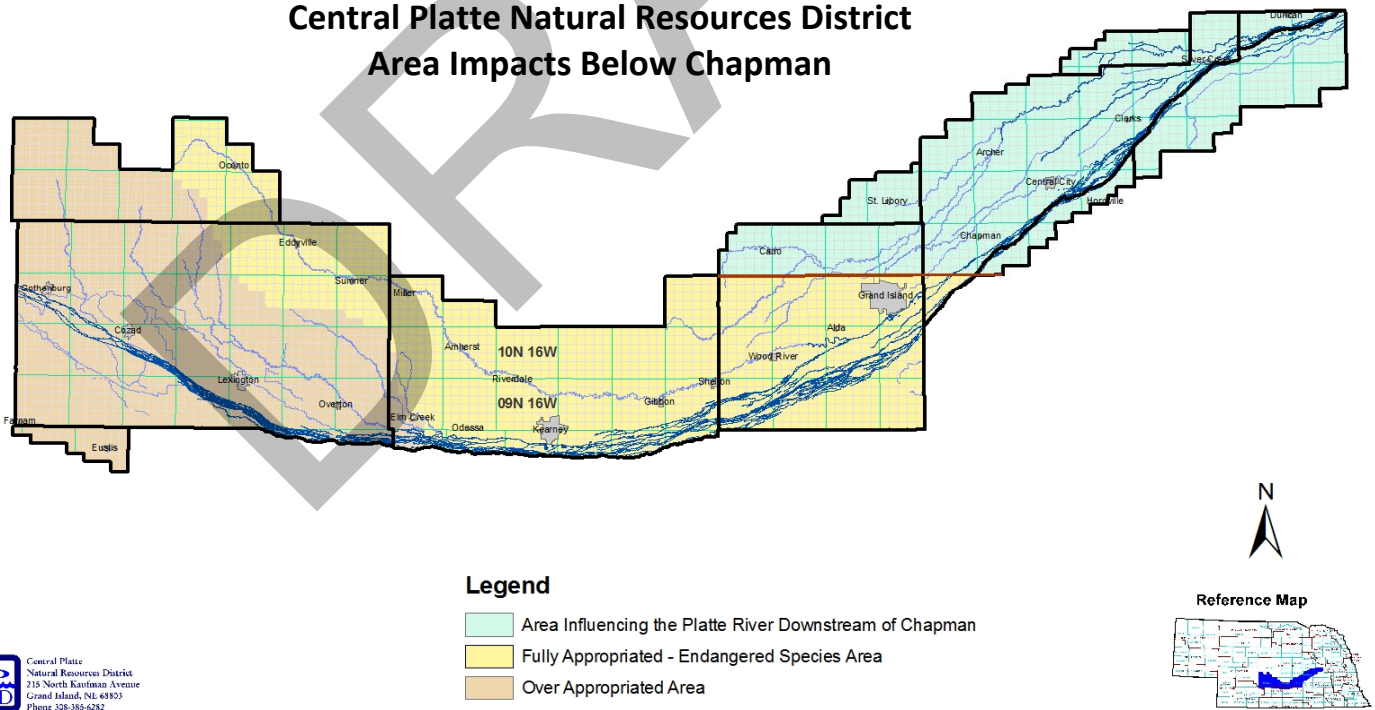 Central Platte Natural Resources District
Area Impacts Below Chapman
DRA
Duncan
Silver Creek
Clarks
Archer
Central City
Hordville
St. Libory
Chapman
Cairo
Oconto
Eddyville
Sumner
Miller
Gothenburg
Grand Island
Cozad
Alda
Amherst
10N 16W
Wood River
Riverdale
Lexington
Shelton
09N 16W
Gibbon
Overton
Elm Creek
Farnam
Odessa
Kearney
Eustis
N
Legend
Area Influencing the Platte River Downstream of Chapman
Fully Appropriated - Endangered Species Area
Over Appropriated Area
Reference Map
Central Platte
Natural Resources District
215 North Kaufman Avenue
Grand Island, NE 68803
Phone 308-385-6282